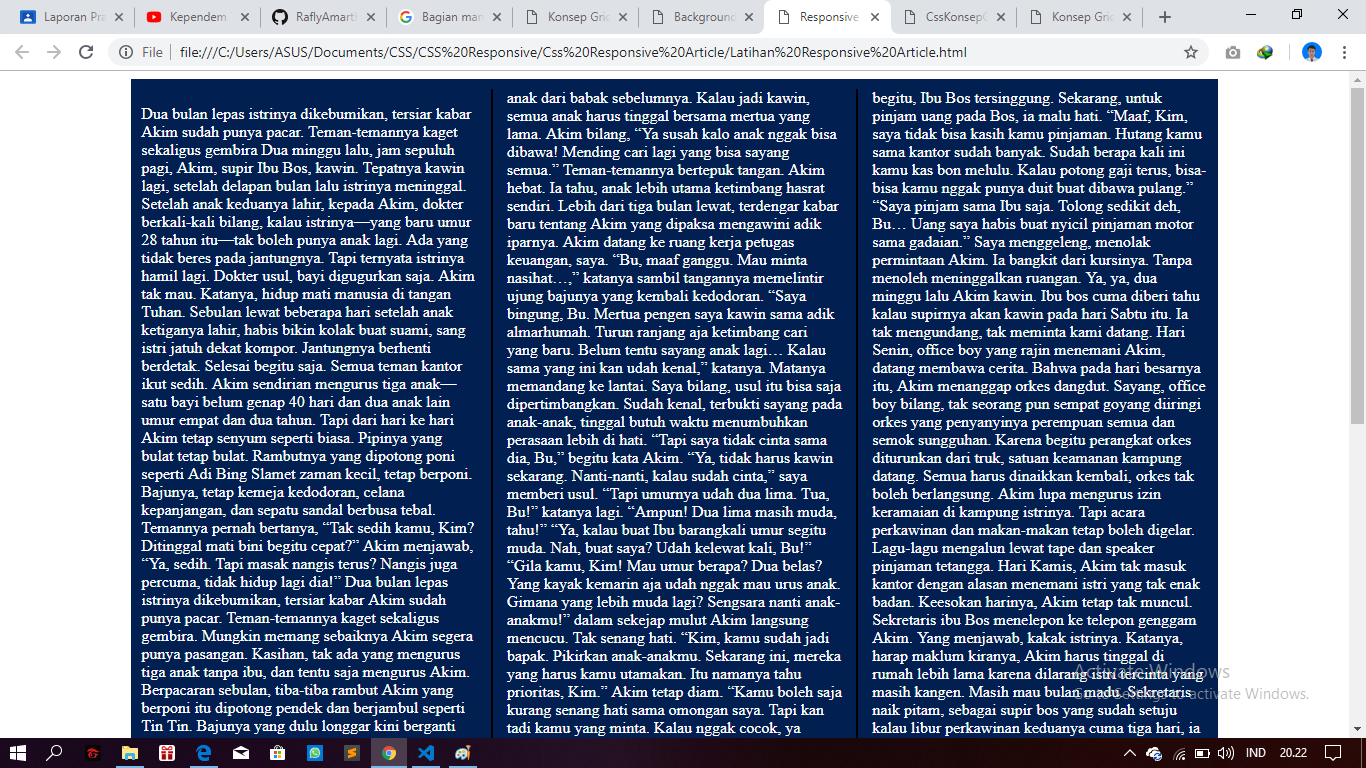 Laporan Pra
Kependem
RaflyAmarth
Bagian man
Konsep Grid
Background
Responsive
CssKonsepG
Konsep Grid
File
file:///C:/Users/ASUS/Documents/CSS/CSS%20Responsive/Css%20Responsive%20Article/Latihan%20Responsive%20Article.html
Dua bulan lepas istrinya dikebumikan, tersiar kabar
Akim sudah punya pacar. Teman-temannya kaget
sekaligus gembira Dua minggu lalu, jam sepuluh
pagi, Akim, supir Ibu Bos, kawin. Tepatnya kawin
lagi, setelah delapan bulan lalu istrinya meninggal.
Setelah anak keduanya lahir, kepada Akim, dokter
berkali-kali bilang, kalau istrinya—yang baru umur
28 tahun itu—tak boleh punya anak lagi. Ada yang
tidak beres pada jantungnya. Tapi ternyata istrinya
hamil lagi. Dokter usul, bayi digugurkan saja. Akim
tak mau. Katanya, hidup mati manusia di tangan
Tuhan. Sebulan lewat beberapa hari setelah anak
ketiganya lahir, habis bikin kolak buat suami, sang
istri jatuh dekat kompor. Jantungnya berhenti
berdetak. Selesai begitu saja. Semua teman kantor
ikut sedih. Akim sendirian mengurus tiga anak—
satu bayi belum genap 40 hari dan dua anak lain
umur empat dan dua tahun. Tapi dari hari ke hari
Akim tetap senyum seperti biasa. Pipinya yang
bulat tetap bulat. Rambutnya yang dipotong poni
seperti Adi Bing Slamet zaman kecil, tetap berponi.
Bajunya, tetap kemeja kedodoran, celana
kepanjangan, dan sepatu sandal berbusa tebal.
Temannya pernah bertanya, “Tak sedih kamu, Kim?
Ditinggal mati bini begitu cepat?” Akim menjawab,
“Ya, sedih. Tapi masak nangis terus? Nangis juga
percuma, tidak hidup lagi dia!” Dua bulan lepas
istrinya dikebumikan, tersiar kabar Akim sudah
punya pacar. Teman-temannya kaget sekaligus
gembira. Mungkin memang sebaiknya Akim segera
punya pasangan. Kasihan, tak ada yang mengurus
tiga anak tanpa ibu, dan tentu saja mengurus Akim.
Berpacaran sebulan, tiba-tiba rambut Akim yang
berponi itu dipotong pendek dan berjambul seperti
Tin Tin. Bajunya yang dulu longgar kini berganti
anak dari babak sebelumnya. Kalau jadi kawin,
semua anak harus tinggal bersama mertua yang
lama. Akim bilang, “Ya susah kalo anak nggak bisa
dibawa! Mending cari lagi yang bisa sayang
semua.” Teman-temannya bertepuk tangan. Akim
hebat. Ia tahu, anak lebih utama ketimbang hasrat
sendiri. Lebih dari tiga bulan lewat, terdengar kabar
baru tentang Akim yang dipaksa mengawini adik
iparnya. Akim datang ke ruang kerja petugas
keuangan, saya. “Bu, maaf ganggu. Mau minta
nasihat…,” katanya sambil tangannya memelintir
ujung bajunya yang kembali kedodoran. “Saya
bingung, Bu. Mertua pengen saya kawin sama adik
almarhumah. Turun ranjang aja ketimbang cari
yang baru. Belum tentu sayang anak lagi… Kalau
sama yang ini kan udah kenal,” katanya. Matanya
memandang ke lantai. Saya bilang, usul itu bisa saja
dipertimbangkan. Sudah kenal, terbukti sayang pada
anak-anak, tinggal butuh waktu menumbuhkan
perasaan lebih di hati. “Tapi saya tidak cinta sama
dia, Bu,” begitu kata Akim. “Ya, tidak harus kawin
sekarang. Nanti-nanti, kalau sudah cinta,” saya
memberi usul. “Tapi umurnya udah dua lima. Tua,
Bu!” katanya lagi. “Ampun! Dua lima masih muda,
tahu!” “Ya, kalau buat Ibu barangkali umur segitu
muda. Nah, buat saya? Udah kelewat kali, Bu!”
“Gila kamu, Kim! Mau umur berapa? Dua belas?
Yang kayak kemarin aja udah nggak mau urus anak.
Gimana yang lebih muda lagi? Sengsara nanti anak-
anakmu!” dalam sekejap mulut Akim langsung
mencucu. Tak senang hati. “Kim, kamu sudah jadi
bapak. Pikirkan anak-anakmu. Sekarang ini, mereka
yang harus kamu utamakan. Itu namanya tahu
prioritas, Kim.” Akim tetap diam. “Kamu boleh saja
kurang senang hati sama omongan saya. Tapi kan
tadi kamu yang minta. Kalau nggak cocok, ya
begitu, Ibu Bos tersinggung. Sekarang, untuk
pinjam uang pada Bos, ia malu hati. “Maaf, Kim,
saya tidak bisa kasih kamu pinjaman. Hutang kamu
sama kantor sudah banyak. Sudah berapa kali ini
kamu kas bon melulu. Kalau potong gaji terus, bisa-
bisa kamu nggak punya duit buat dibawa pulang.”
“Saya pinjam sama Ibu saja. Tolong sedikit deh,
Bu… Uang saya habis buat nyicil pinjaman motor
sama gadaian.” Saya menggeleng, menolak
permintaan Akim. Ia bangkit dari kursinya. Tanpa
menoleh meninggalkan ruangan. Ya, ya, dua
minggu lalu Akim kawin. Ibu bos cuma diberi tahu
kalau supirnya akan kawin pada hari Sabtu itu. Ia
tak mengundang, tak meminta kami datang. Hari
Senin, office boy yang rajin menemani Akim,
datang membawa cerita. Bahwa pada hari besarnya
itu, Akim menanggap orkes dangdut. Sayang, office
boy bilang, tak seorang pun sempat goyang diiringi
orkes yang penyanyinya perempuan semua dan
semok sungguhan. Karena begitu perangkat orkes
diturunkan dari truk, satuan keamanan kampung
datang. Semua harus dinaikkan kembali, orkes tak
boleh berlangsung. Akim lupa mengurus izin
keramaian di kampung istrinya. Tapi acara
perkawinan dan makan-makan tetap boleh digelar.
Lagu-lagu mengalun lewat tape dan speaker
pinjaman tetangga. Hari Kamis, Akim tak masuk
kantor dengan alasan menemani istri yang tak enak
badan. Keesokan harinya, Akim tetap tak muncul.
Sekretaris ibu Bos menelepon ke telepon genggam
Akim. Yang menjawab, kakak istrinya. Katanya,
harap maklum kiranya, Akim harus tinggal di
rumah lebih lama karena dilarang istri tercinta yang
masih kangen. Masih mau bulan madu. Sekretaris
naik pitam, sebagai supir bos yang sudah setuju
kalau libur perkawinan keduanya cuma tiga hari, ia
Activate Windows
Go to Settings to activate Windows.
IND
20.22